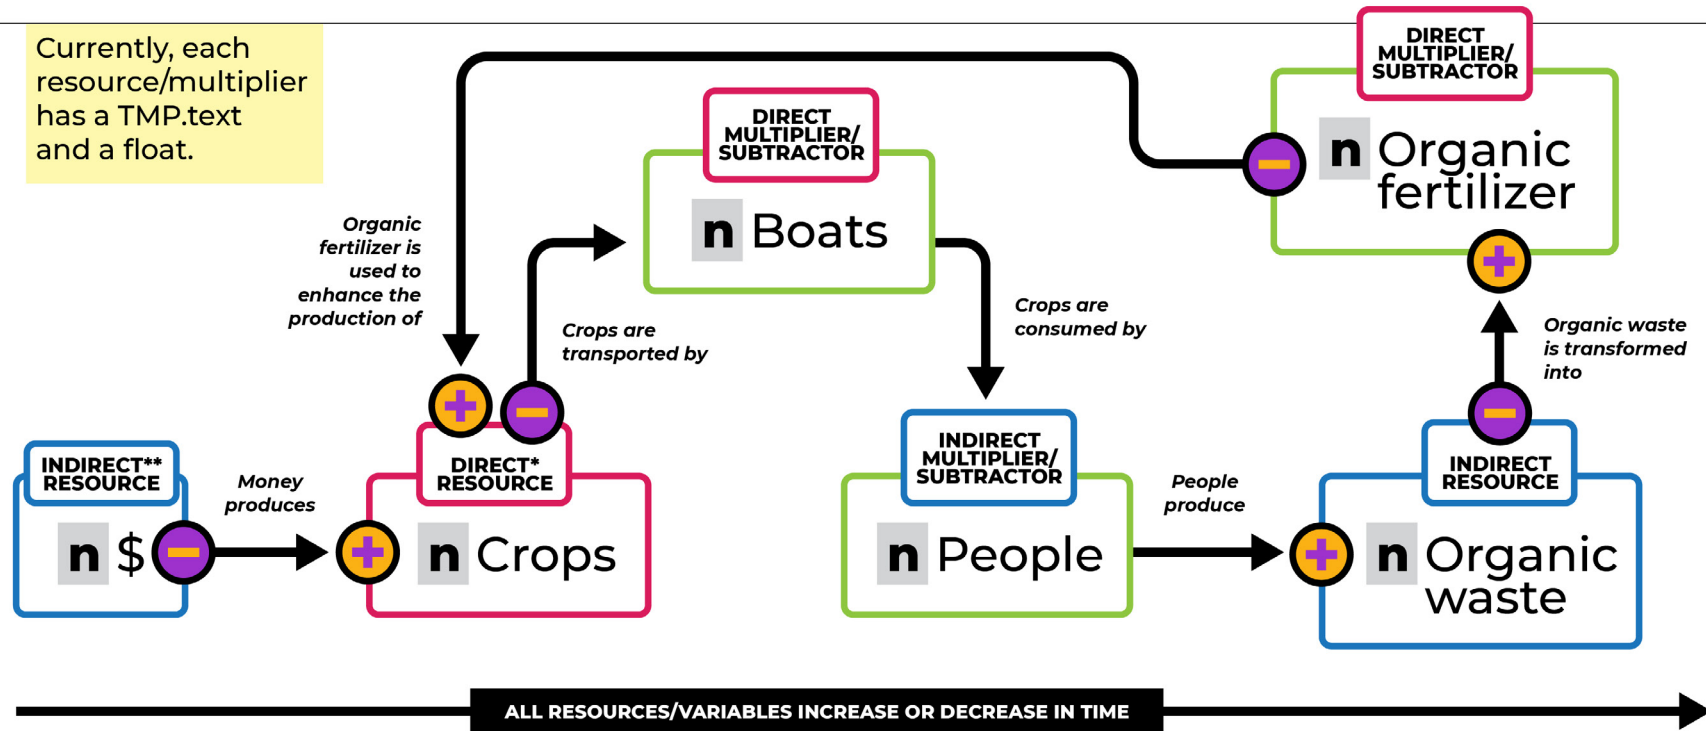 Currently, each
resource/multiplier
has a TMP.text
and a float.
DIRECT
MULTIPLIER/
SUBTRACTOR
n Organic
fertilizer
DIRECT
MULTIPLIER/
SUBTRACTOR
n Boats
Organic
fertilizer is
used to
enhance the
production of
Crops are
transported by
Crops are
consumed by
Organic waste
is transformed
into
INDIRECT**
RESOURCE
n $
Money
produces
DIRECT*
RESOURCE
n Crops
INDIRECT
MULTIPLIER/
SUBTRACTOR
n People
People
produce
INDIRECT
RESOURCE
n Organic
waste
ALL RESOURCES/VARIABLES INCREASE OR DECREASE IN TIME